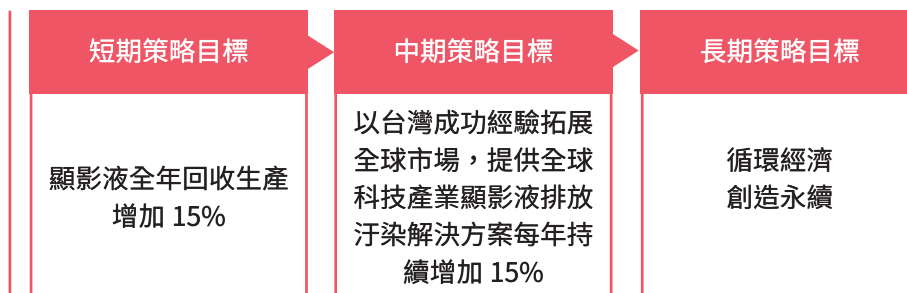 短期策略目標
顯影液全年回收生產
增加 15%
中期策略目標
以台灣成功經驗拓展
全球市場，提供全球
科技產業顯影液排放
汙染解決方案每年持
續增加 15%
長期策略目標
循環經濟
創造永續